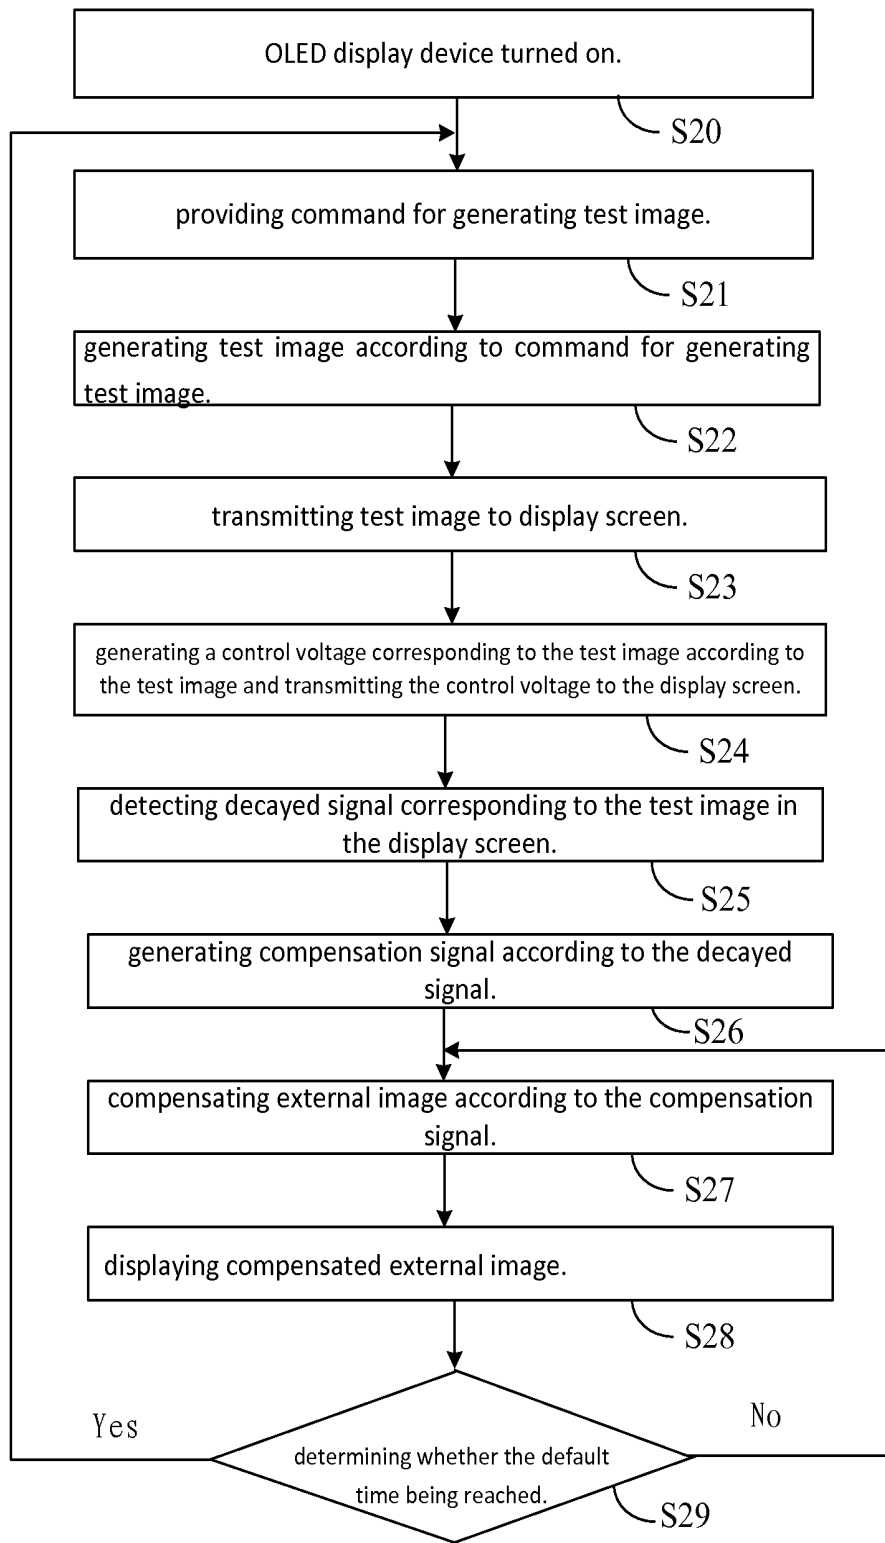 OLED display device turned on.
S20
providing command for generating test image.
S21
generating test image according to command for generating
test image.
S22
transmitting test image to display screen.
S23
generating a control voltage corresponding to the test image according to
the test image and transmitting the control voltage to the display screen.
S24
detecting decayed signal corresponding to the test image in
the display screen.
S25
generating compensation signal according to the decayed
signal.
S26
compensating external image according to the compensation
signal.
S27
displaying compensated external image.
S28
Yes
No
determining whether the default
time being reached.
S29